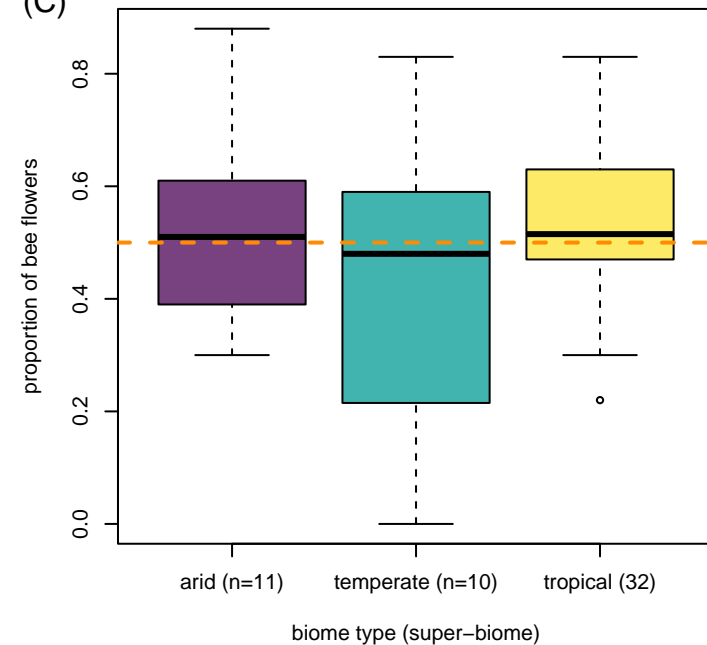 (C)
proportion of bee flowers
0.8
0.6
0.4
0.2
0.0
arid (n=11) temperate (n=10) tropical (32)
biome type (super−biome)